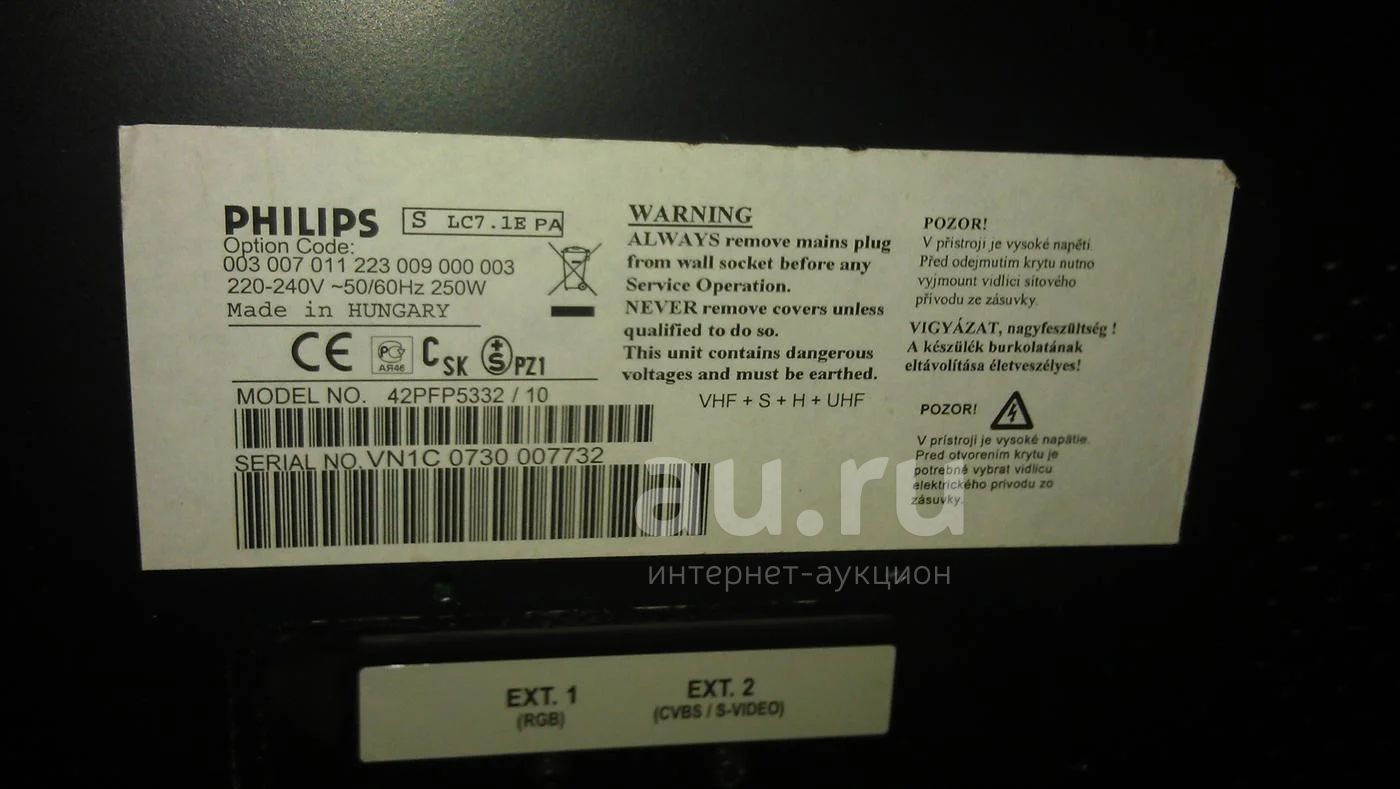 PHILIPS
S LC7.1E PA
Option Code:
003 007 011 223 009 000 003
220-240V ~50/60Hz 250W
Made in HUNGARY
CE PC АЯ46 CSK +S PZ1
MODEL NO. 42PFP5332 / 10
SERIAL NO. VN1C 0730 007732
WARNING
ALWAYS remove mains plug
from wall socket before any
Service Operation.
NEVER remove covers unless
qualified to do so.
This unit contains dangerous
voltages and must be earthed.
VHF + S + H + UHF
POZOR!
V přístroji je vysoké napětí.
Před odejmutím krytu nutno
vyjmount vidlici síťového
přívodu ze zásuvky.
VIGYÁZAT, nagyfeszültség !
A készülék burkolatának
eltávolítása életveszélyes!
POZOR!
V prístroji je vysoké napätie.
Pred otvorením krytu je
potrebné vybrat vidlicu
elektrického prívodu zo
zásuvky.
au.ru
интернет-аукцион
EXT. 1
(RGB)
EXT. 2
(CVBS / S-VIDEO)